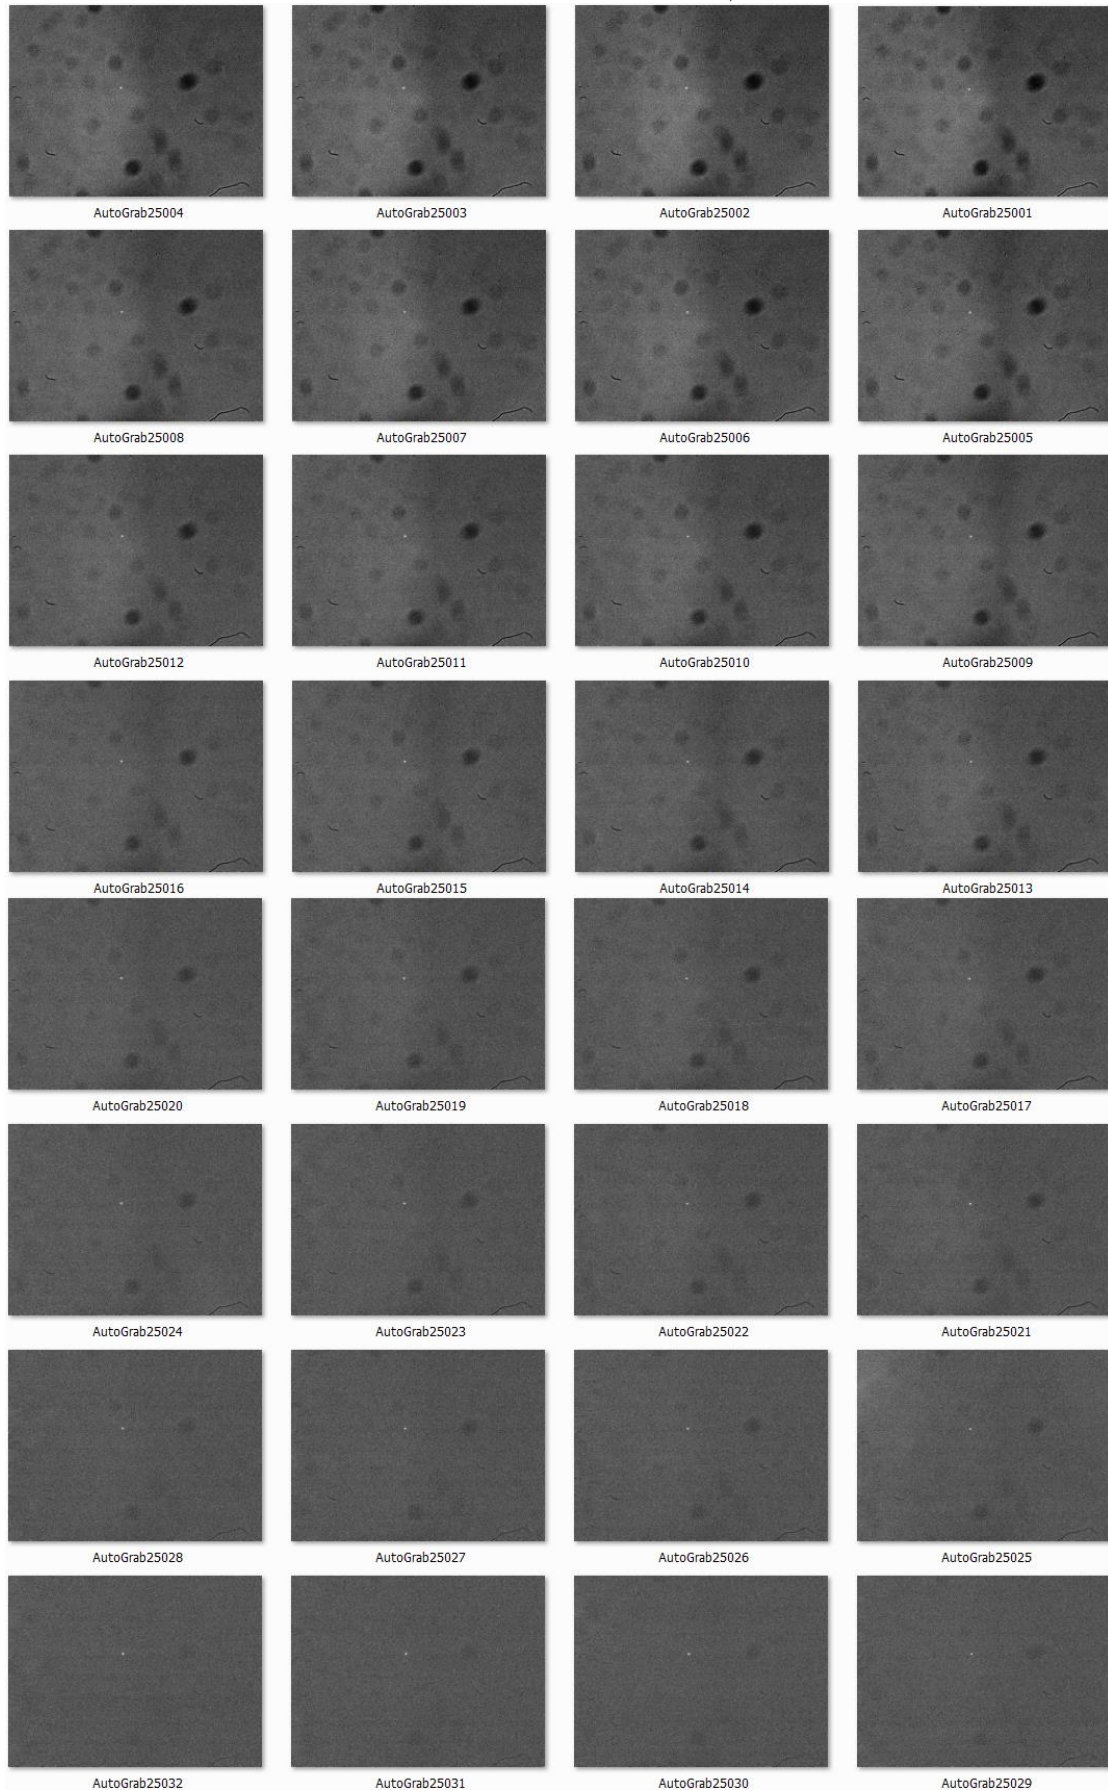 AutoGrab25004 AutoGrab25003 AutoGrab25002 AutoGrab25001
AutoGrab25008 AutoGrab25007 AutoGrab25006 AutoGrab25005
AutoGrab25012 AutoGrab25011 AutoGrab25010 AutoGrab25009
AutoGrab25016 AutoGrab25015 AutoGrab25014 AutoGrab25013
AutoGrab25020 AutoGrab25019 AutoGrab25018 AutoGrab25017
AutoGrab25024 AutoGrab25023 AutoGrab25022 AutoGrab25021
AutoGrab25028 AutoGrab25027 AutoGrab25026 AutoGrab25025
AutoGrab25032 AutoGrab25031 AutoGrab25030 AutoGrab25029